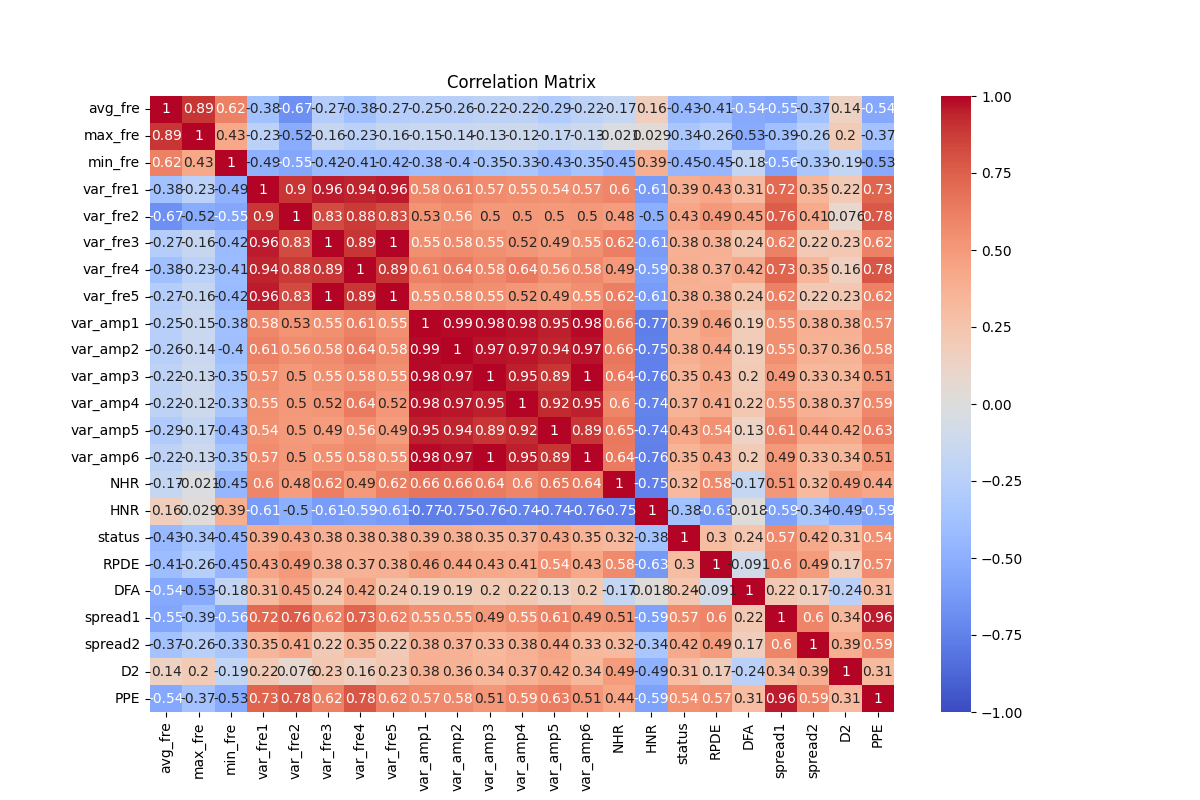 Correlation Matrix
avg_fre 1 0.89 0.62 -0.38 -0.67 -0.27 -0.38 -0.27 -0.25 -0.26 -0.22 -0.22 -0.29 -0.22 -0.17 0.16 -0.43 -0.41 -0.54 -0.55 -0.37 0.14 -0.54
max_fre 0.89 1 0.43 -0.23 -0.52 -0.16 -0.23 -0.16 -0.15 -0.14 -0.13 -0.12 -0.17 -0.13 0.021 0.029 -0.34 -0.26 -0.53 -0.39 -0.26 0.2 -0.37
min_fre 0.62 0.43 1 -0.49 -0.55 -0.42 -0.41 -0.42 -0.38 -0.4 -0.35 -0.33 -0.43 -0.35 -0.45 0.39 -0.45 -0.45 -0.18 -0.56 -0.33 -0.19 -0.53
var_fre1 -0.38 -0.23 -0.49 1 0.9 0.96 0.94 0.96 0.58 0.61 0.57 0.55 0.54 0.57 0.6 -0.61 0.39 0.43 0.31 0.72 0.35 0.22 0.73
var_fre2 -0.67 -0.52 -0.55 0.9 1 0.83 0.88 0.83 0.53 0.56 0.5 0.5 0.5 0.5 0.48 -0.5 0.43 0.49 0.45 0.76 0.41 0.076 0.78
var_fre3 -0.27 -0.16 -0.42 0.96 0.83 1 0.89 1 0.55 0.58 0.55 0.52 0.49 0.55 0.62 -0.61 0.38 0.38 0.24 0.62 0.22 0.23 0.62
var_fre4 -0.38 -0.23 -0.41 0.94 0.88 0.89 1 0.89 0.61 0.64 0.58 0.64 0.56 0.58 0.49 -0.59 0.38 0.37 0.42 0.73 0.35 0.16 0.78
var_fre5 -0.27 -0.16 -0.42 0.96 0.83 1 0.89 1 0.55 0.58 0.55 0.52 0.49 0.55 0.62 -0.61 0.38 0.38 0.24 0.62 0.22 0.23 0.62
var_amp1 -0.25 -0.15 -0.38 0.58 0.53 0.55 0.61 0.55 1 0.99 0.98 0.98 0.95 0.98 0.66 -0.77 0.39 0.46 0.19 0.55 0.38 0.38 0.57
var_amp2 -0.26 -0.14 -0.4 0.61 0.56 0.58 0.64 0.58 0.99 1 0.97 0.97 0.94 0.97 0.66 -0.75 0.38 0.44 0.19 0.55 0.37 0.36 0.58
var_amp3 -0.22 -0.13 -0.35 0.57 0.5 0.55 0.58 0.55 0.98 0.97 1 0.95 0.89 1 0.64 -0.76 0.35 0.43 0.2 0.49 0.33 0.34 0.51
var_amp4 -0.22 -0.12 -0.33 0.55 0.5 0.52 0.64 0.52 0.98 0.97 0.95 1 0.92 0.95 0.6 -0.74 0.37 0.41 0.22 0.55 0.38 0.37 0.59
var_amp5 -0.29 -0.17 -0.43 0.54 0.5 0.49 0.56 0.49 0.95 0.94 0.89 0.92 1 0.89 0.65 -0.74 0.43 0.54 0.13 0.61 0.44 0.42 0.63
var_amp6 -0.22 -0.13 -0.35 0.57 0.5 0.55 0.58 0.55 0.98 0.97 1 0.95 0.89 1 0.64 -0.76 0.35 0.43 0.2 0.49 0.33 0.34 0.51
NHR -0.17 0.021 -0.45 0.6 0.48 0.62 0.49 0.62 0.66 0.66 0.64 0.6 0.65 0.64 1 -0.75 0.32 0.58 -0.17 0.51 0.32 0.49 0.44
HNR 0.16 0.029 0.39 -0.61 -0.5 -0.61 -0.59 -0.61 -0.77 -0.75 -0.76 -0.74 -0.74 -0.76 -0.75 1 -0.38 -0.63 0.018 -0.59 -0.34 -0.49 -0.59
status -0.43 -0.34 -0.45 0.39 0.43 0.38 0.38 0.38 0.39 0.38 0.35 0.37 0.43 0.35 0.32 -0.38 1 0.3 0.24 0.57 0.42 0.31 0.54
RPDE -0.41 -0.26 -0.45 0.43 0.49 0.38 0.37 0.38 0.46 0.44 0.43 0.41 0.54 0.43 0.58 -0.63 0.3 1 -0.091 0.6 0.49 0.17 0.57
DFA -0.54 -0.53 -0.18 0.31 0.45 0.24 0.42 0.24 0.19 0.19 0.2 0.22 0.13 0.2 -0.17 0.018 0.24 -0.091 1 0.22 0.17 -0.24 0.31
spread1 -0.55 -0.39 -0.56 0.72 0.76 0.62 0.73 0.62 0.55 0.55 0.49 0.55 0.61 0.49 0.51 -0.59 0.57 0.6 0.22 1 0.6 0.34 0.96
spread2 -0.37 -0.26 -0.33 0.35 0.41 0.22 0.35 0.22 0.38 0.37 0.33 0.38 0.44 0.33 0.32 -0.34 0.42 0.49 0.17 0.6 1 0.39 0.59
D2 0.14 0.2 -0.19 0.22 0.076 0.23 0.16 0.23 0.38 0.36 0.34 0.37 0.42 0.34 0.49 -0.49 0.31 0.17 -0.24 0.34 0.39 1 0.31
PPE -0.54 -0.37 -0.53 0.73 0.78 0.62 0.78 0.62 0.57 0.58 0.51 0.59 0.63 0.51 0.44 -0.59 0.54 0.57 0.31 0.96 0.59 0.31 1
avg_fre max_fre min_fre var_fre1 var_fre2 var_fre3 var_fre4 var_fre5 var_amp1 var_amp2 var_amp3 var_amp4 var_amp5 var_amp6 NHR HNR status RPDE DFA spread1 spread2 D2 PPE
1.00
0.75
0.50
0.25
0.00
−0.25
−0.50
−0.75
−1.00